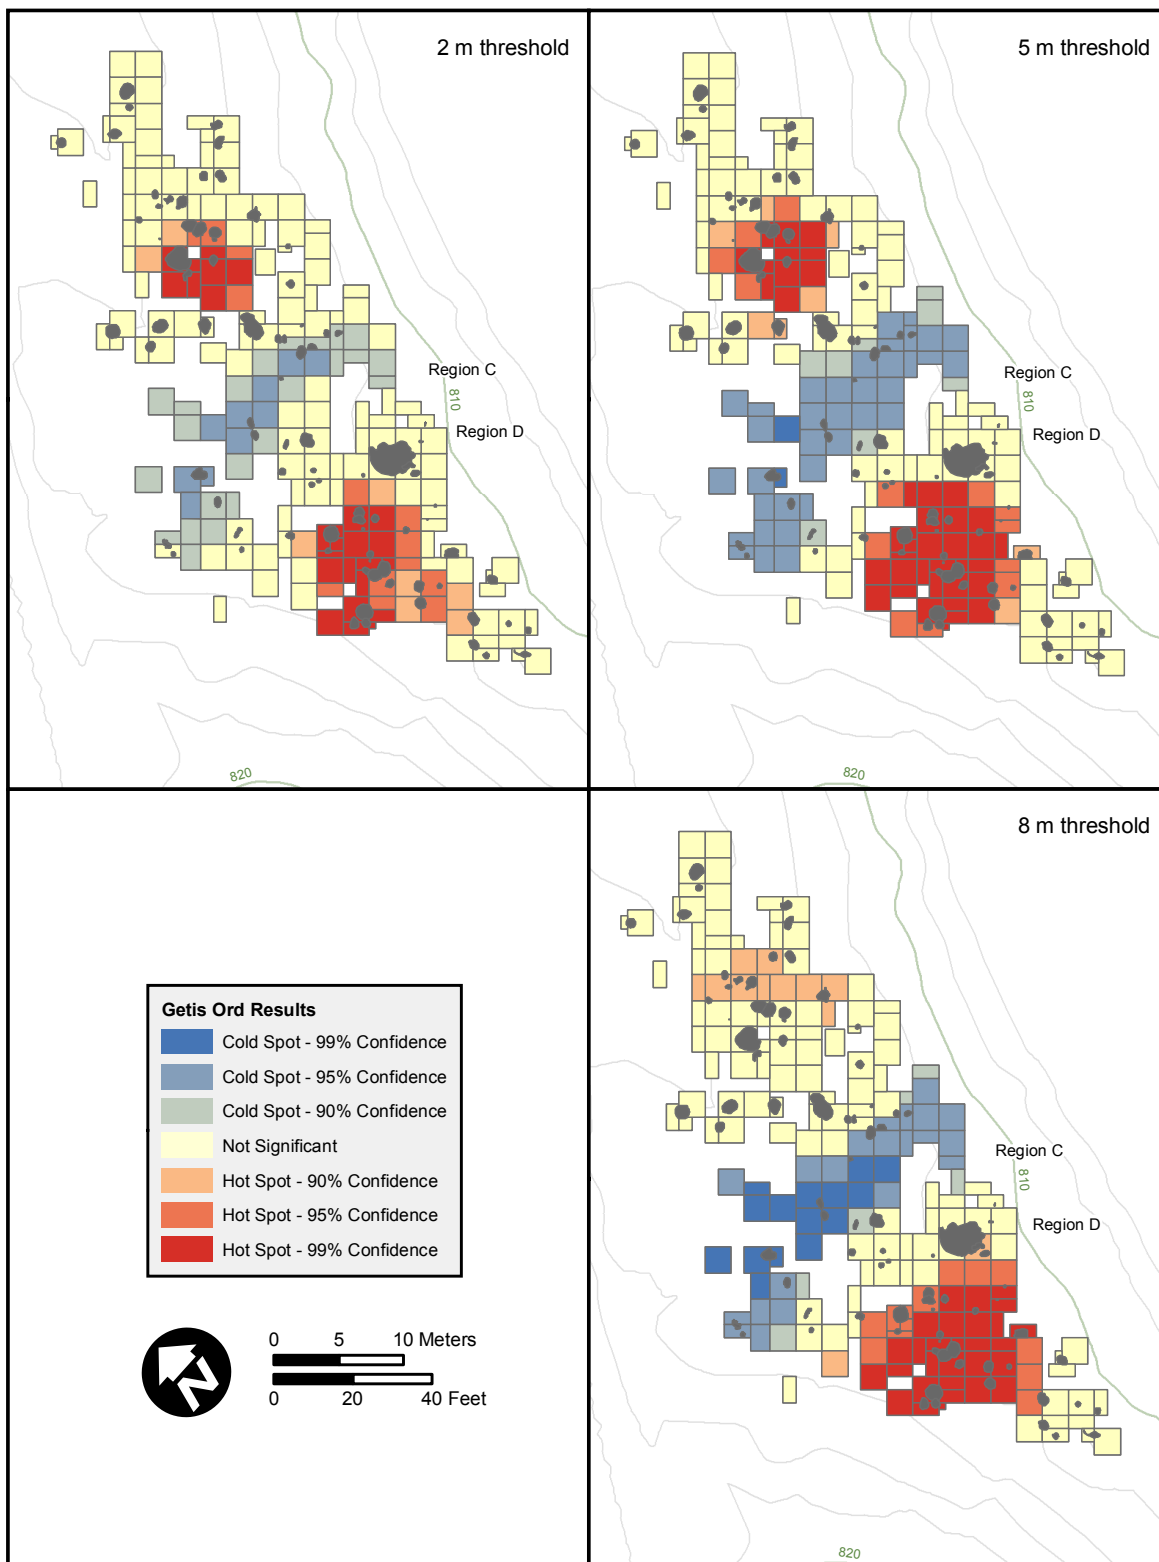 2 m threshold
Region C
810
Region D
820
5 m threshold
Region C
810
Region D
820
8 m threshold
Region C
810
Region D
820
Getis Ord Results
Cold Spot - 99% Confidence
Cold Spot - 95% Confidence
Cold Spot - 90% Confidence
Not Significant
Hot Spot - 90% Confidence
Hot Spot - 95% Confidence
Hot Spot - 99% Confidence
N
0 5 10 Meters
0 20 40 Feet